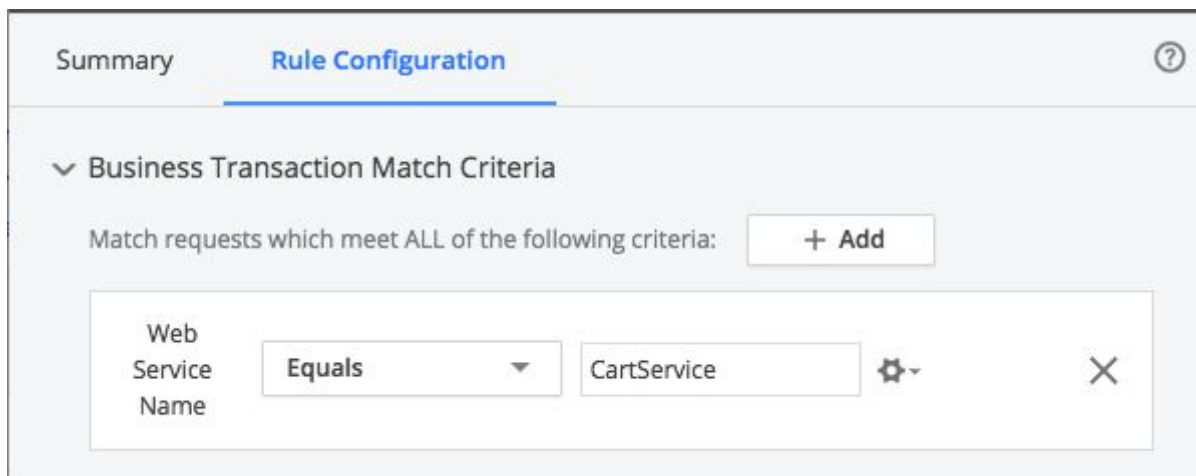 Summary Rule Configuration
Business Transaction Match Criteria
Match requests which meet ALL of the following criteria: + Add
Web
Service
Name
Equals
CartService